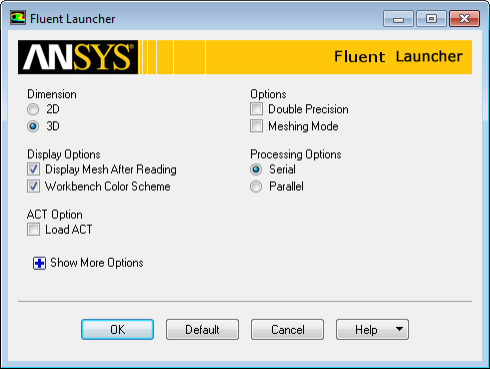 Fluent Launcher
ANSYS®
Fluent Launcher
Dimension
2D
3D
Options
Double Precision
Meshing Mode
Display Options
Display Mesh After Reading
Workbench Color Scheme
Processing Options
Serial
Parallel
ACT Option
Load ACT
Show More Options
OK
Default
Cancel
Help